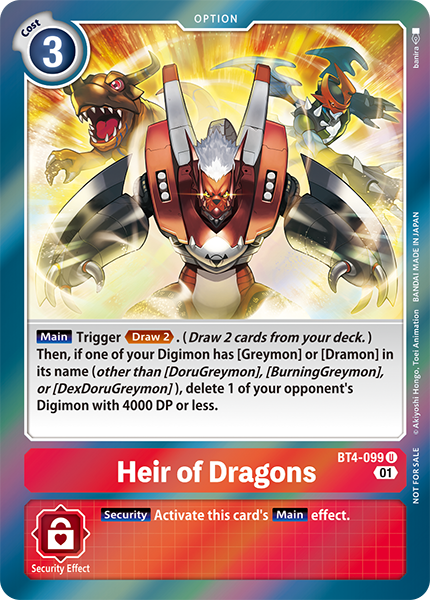 OPTION
Cost
3
banira
Main Trigger Draw 2 . (Draw 2 cards from your deck.)
Then, if one of your Digimon has [Greymon] or [Dramon] in
its name (other than [DoruGreymon], [BurningGreymon],
or [DexDoruGreymon]), delete 1 of your opponent's
Digimon with 4000 DP or less.
©Akiyoshi Hongo, Toei Animation BANDAI MADE IN JAPAN
NOT FOR SALE
BT4-099 U
Heir of Dragons
01
Security Activate this card's Main effect.
Security Effect